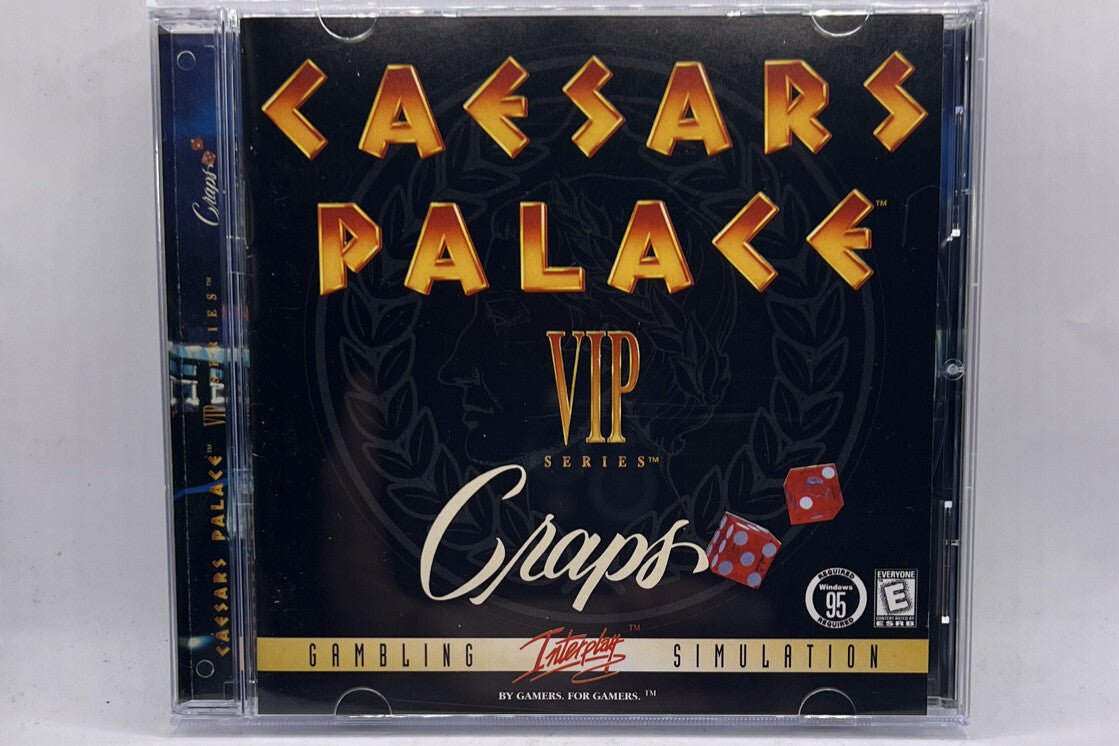 CAESARS
PALACE™
VIP
SERIES™
Craps
REQUIRED
Windows
95
REQUIRED
EVERYONE
E
CONTENT RATED BY
ESRB
GAMBLING Interplay™ SIMULATION
BY GAMERS. FOR GAMERS.™
CAESARS PALACE™ VIP SERIES™ Craps